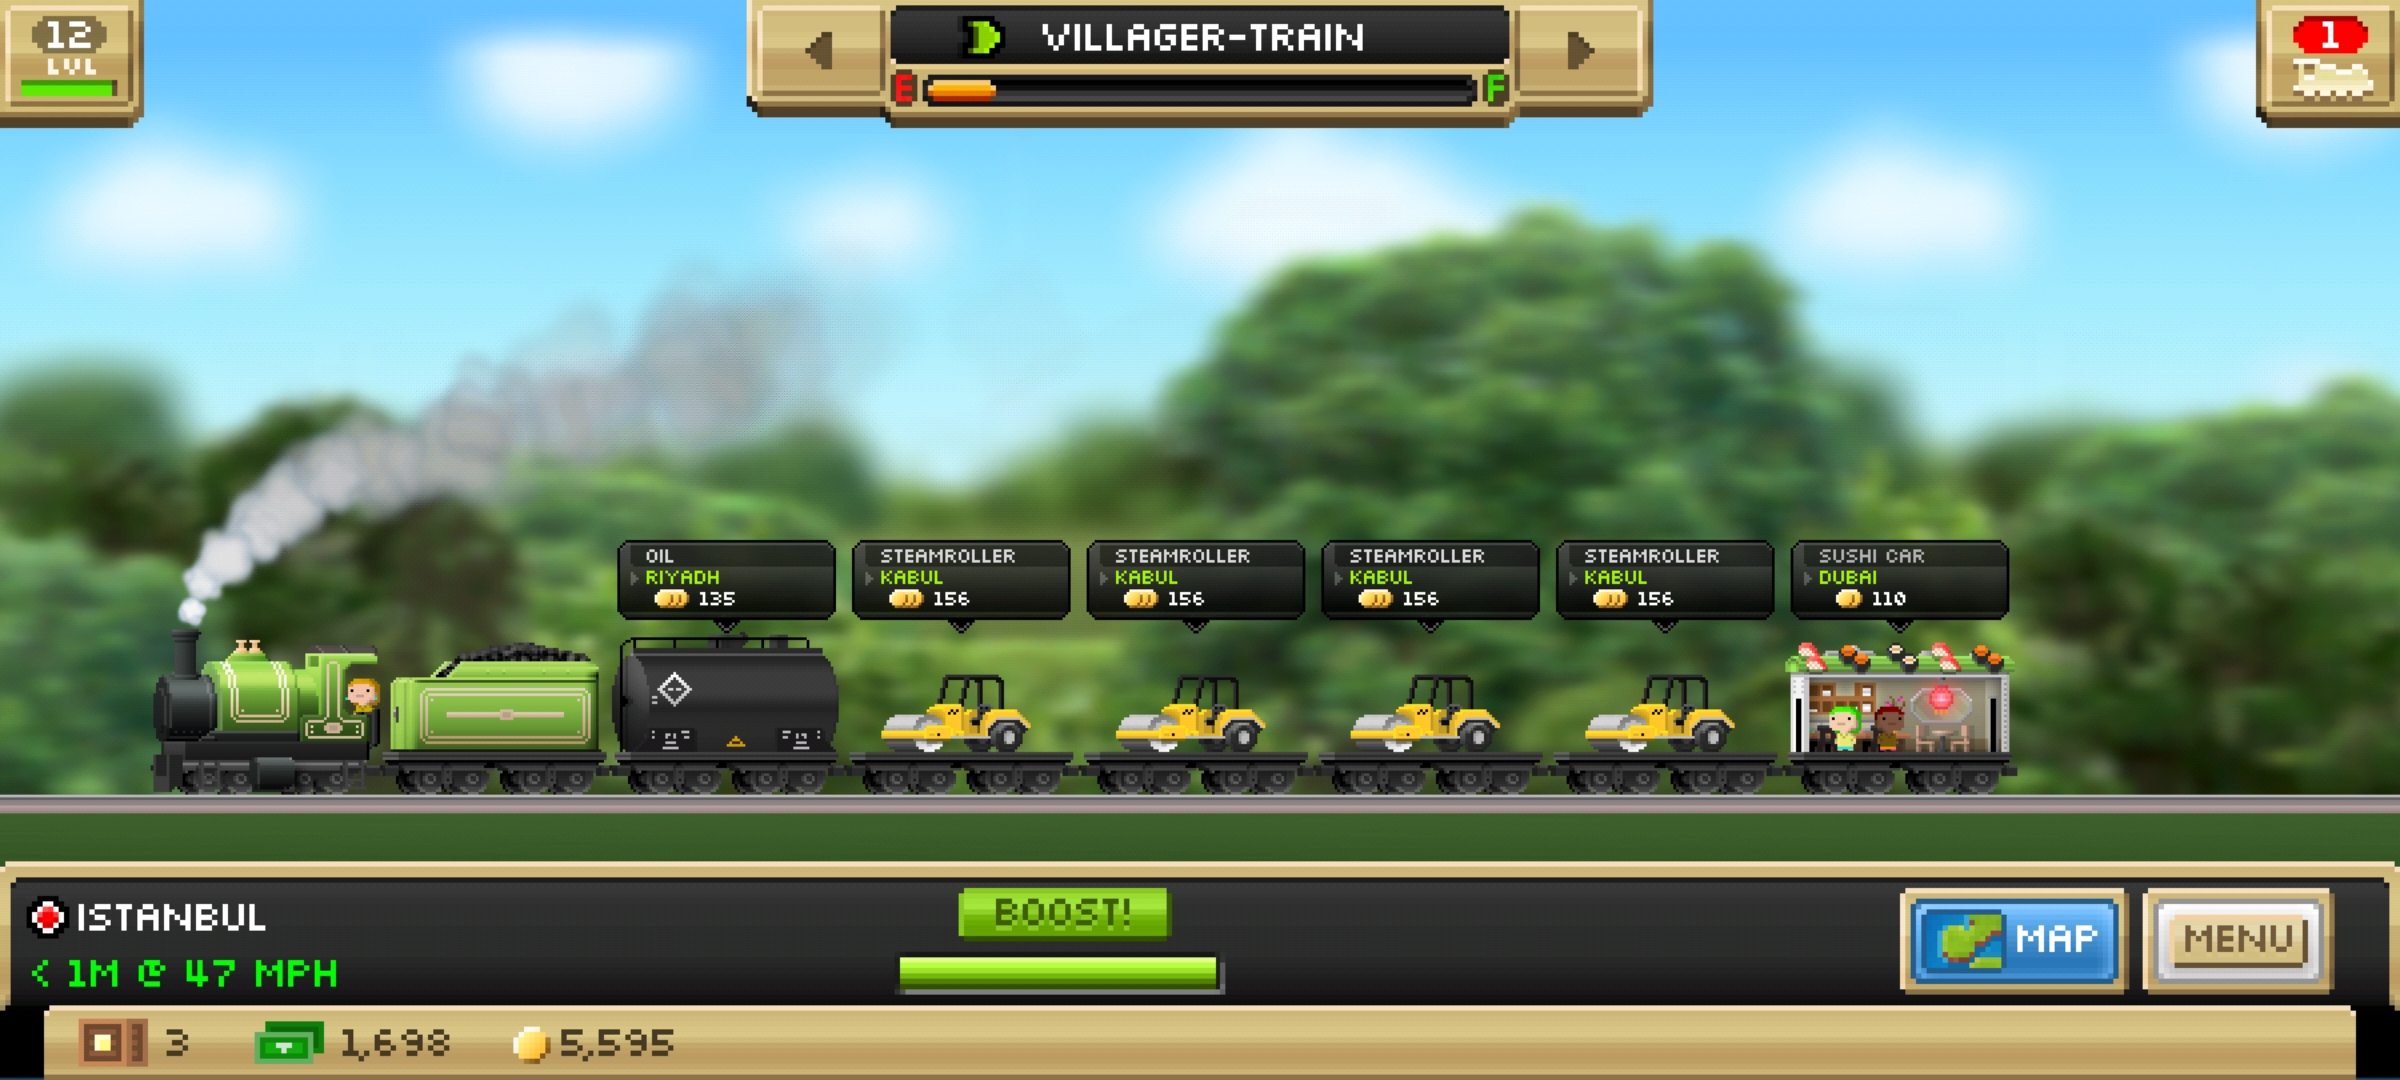 12
LVL
VILLAGER-TRAIN
E F
1
OIL
RIYADH
135
STEAMROLLER
KABUL
156
STEAMROLLER
KABUL
156
STEAMROLLER
KABUL
156
STEAMROLLER
KABUL
156
SUSHI CAR
DUBAI
110
ISTANBUL
< 1M @ 47 MPH
BOOST!
MAP
MENU
3 1,698 5,595